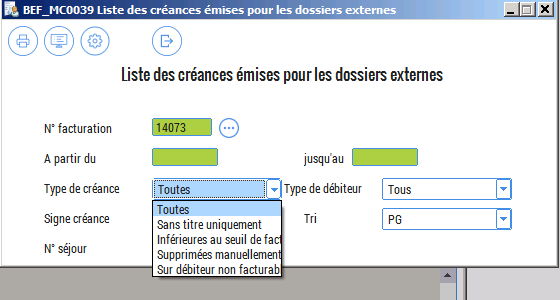 BEF_MC0039 Liste des créances émises pour les dossiers externes
Liste des créances émises pour les dossiers externes
N° facturation 14073
A partir du jusqu'au
Type de créance Toutes Type de débiteur Tous
Toutes
Signe créance Sans titre uniquement Tri PG
Inférieures au seuil de fact
N° séjour Supprimées manuellement
Sur débiteur non facturab